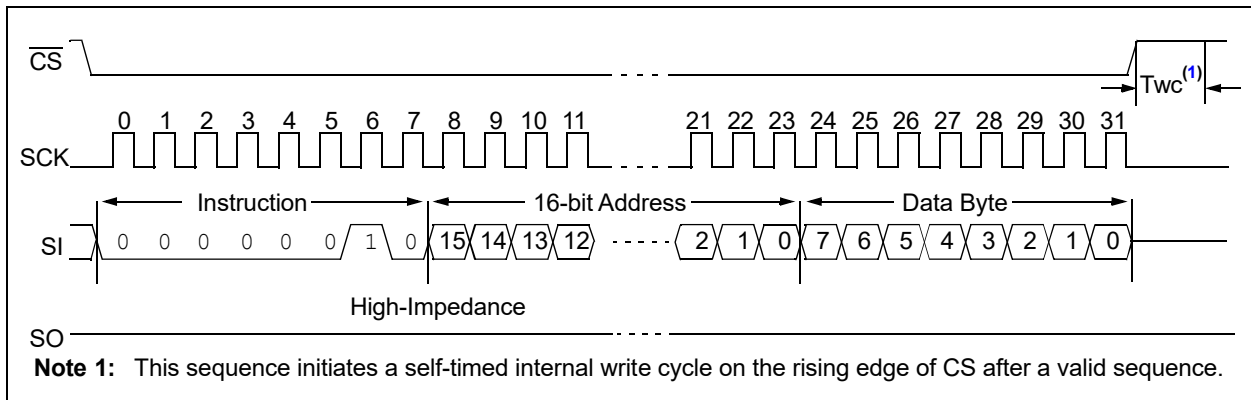 CS
Twc(1)
0 1 2 3 4 5 6 7 8 9 10 11 21 22 23 24 25 26 27 28 29 30 31
SCK
Instruction 16-bit Address Data Byte
SI 0 0 0 0 0 0 1 0 15 14 13 12 2 1 0 7 6 5 4 3 2 1 0
High-Impedance
SO
Note 1: This sequence initiates a self-timed internal write cycle on the rising edge of CS after a valid sequence.